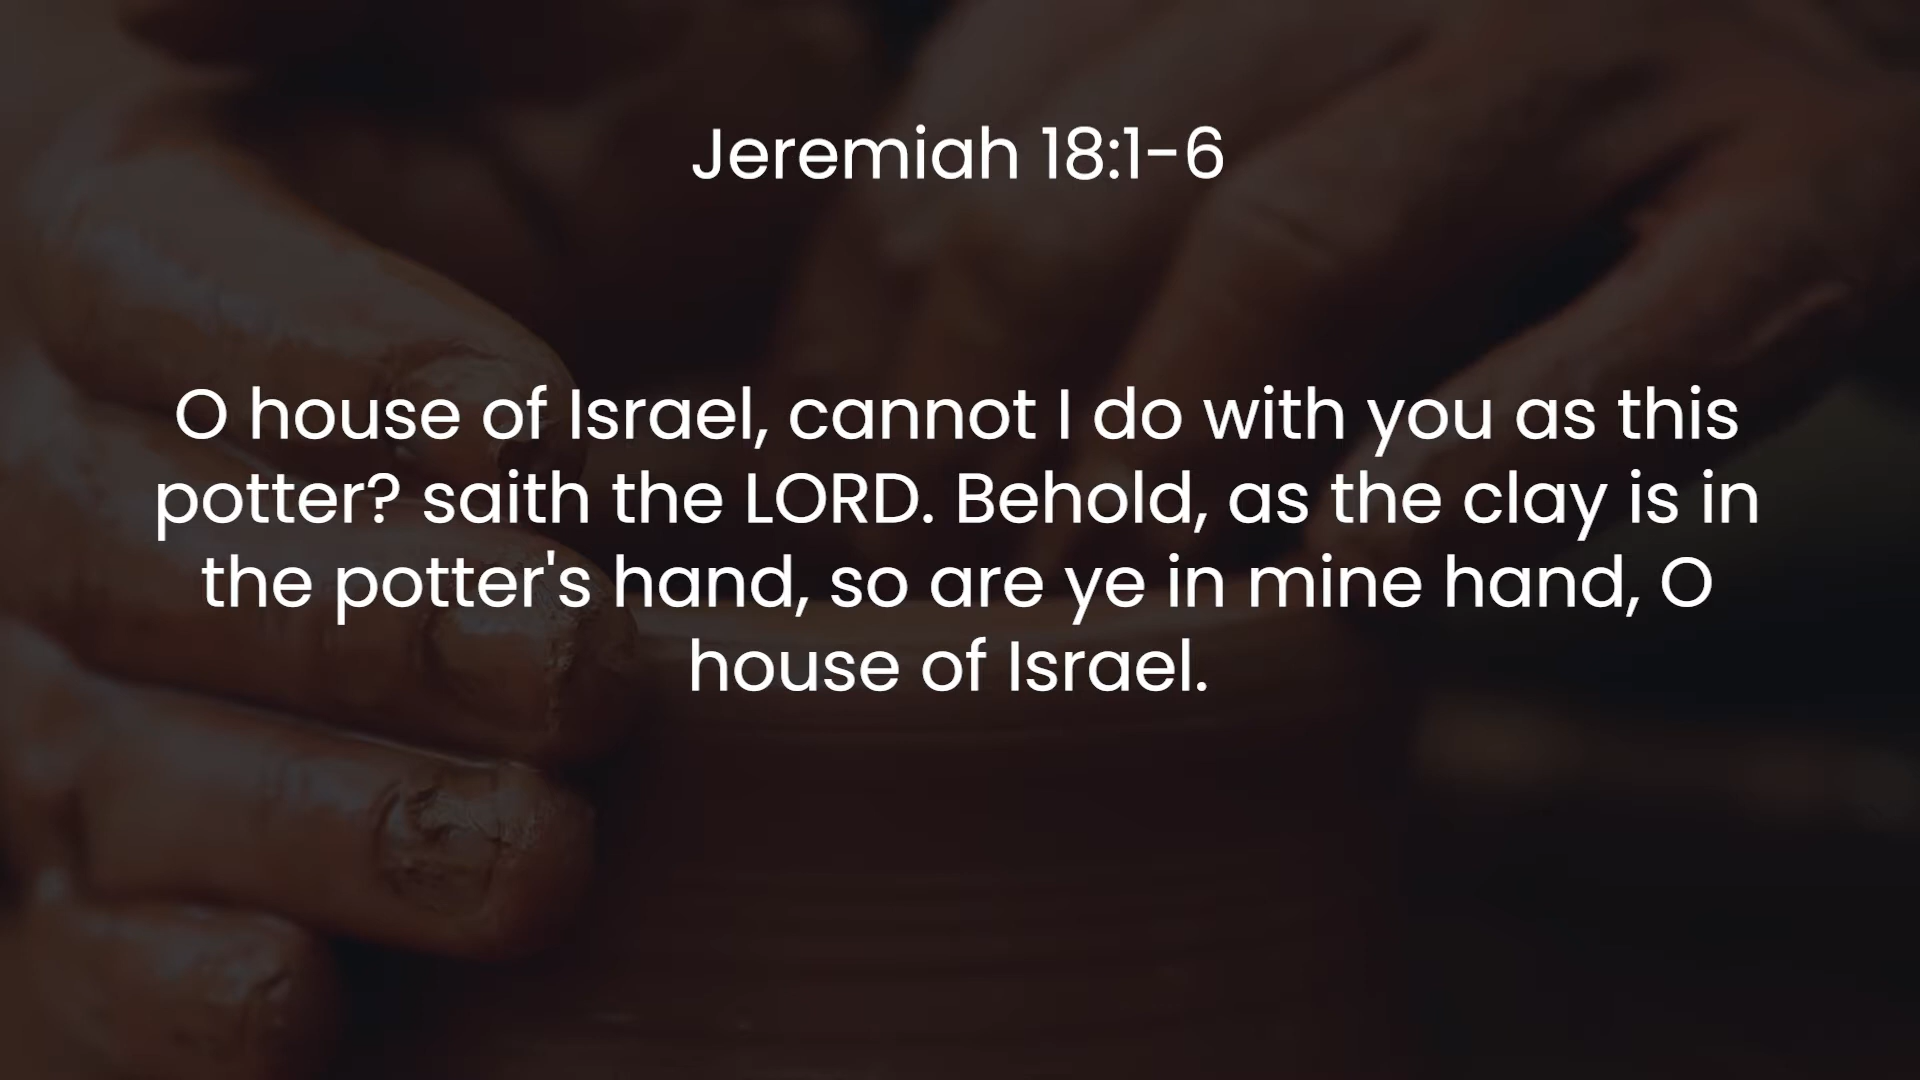 Jeremiah 18:1-6
O house of Israel, cannot I do with you as this
potter? saith the LORD. Behold, as the clay is in
the potter's hand, so are ye in mine hand, O
house of Israel.